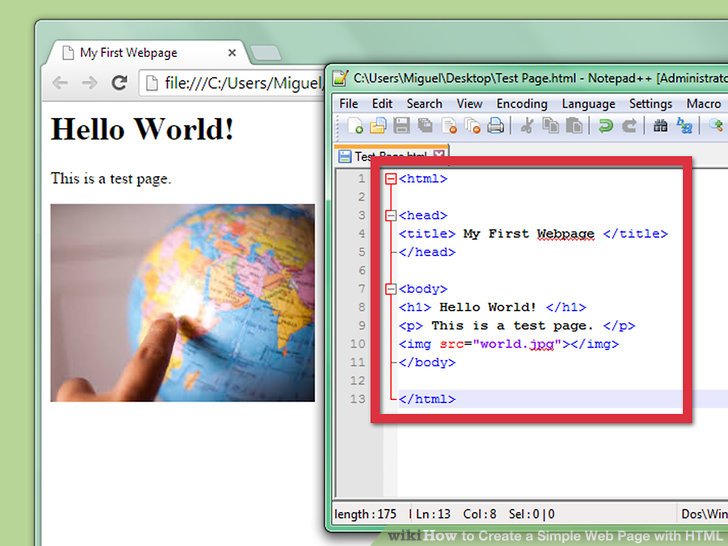 My First Webpage
file:///C:/Users/Miguel/
Hello World!
This is a test page.
C:\Users\Miguel\Desktop\Test Page.html - Notepad++ [Administrato
File Edit Search View Encoding Language Settings Macro
Test Page.html
1 <html>
2
3 <head>
4 <title> My First Webpage </title>
5 </head>
6
7 <body>
8 <h1> Hello World! </h1>
9 <p> This is a test page. </p>
10 <img src="world.jpg"></img>
11 </body>
12
13 </html>
length : 175 Ln : 13 Col : 8 Sel : 0 | 0 Dos\Win
wikiHow to Create a Simple Web Page with HTML